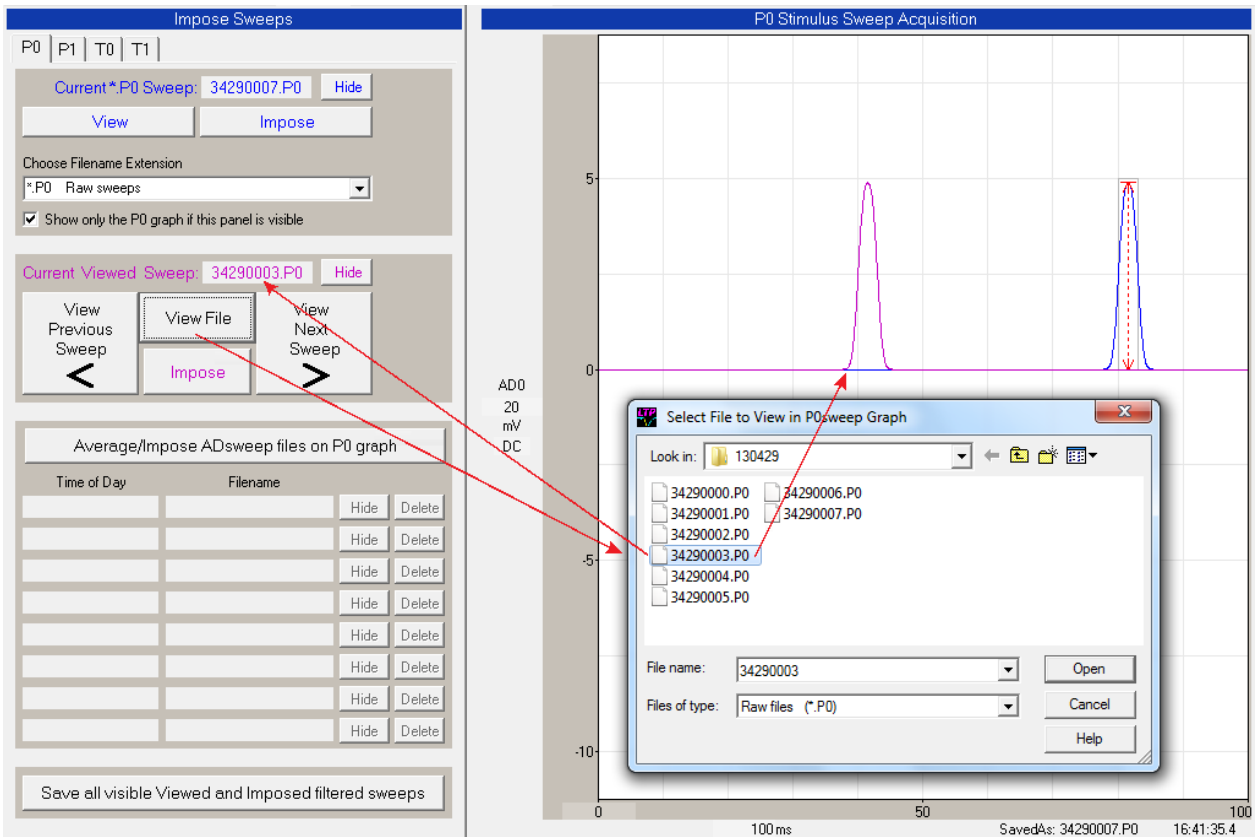 Impose Sweeps
P0 P1 T0 T1
Current *.P0 Sweep: 34290007.P0 Hide
View Impose
Choose Filename Extension
*.P0 Raw sweeps
Show only the P0 graph if this panel is visible
Current Viewed Sweep: 34290003.P0 Hide
View Previous Sweep
<
View File
Impose
View Next Sweep
>
Average/Impose ADsweep files on P0 graph
Time of Day Filename
Hide Delete
Hide Delete
Hide Delete
Hide Delete
Hide Delete
Hide Delete
Hide Delete
Hide Delete
Save all visible Viewed and Imposed filtered sweeps
P0 Stimulus Sweep Acquisition
5
0
-5
-10
AD0
20
mV
DC
LTP Select File to View in P0sweep Graph
Look in: 130429
34290000.P0 34290006.P0
34290001.P0 34290007.P0
34290002.P0
34290003.P0
34290004.P0
34290005.P0
File name: 34290003 Open
Files of type: Raw files (*.P0) Cancel
Help
0 50 100
100 ms SavedAs: 34290007.P0 16:41:35.4